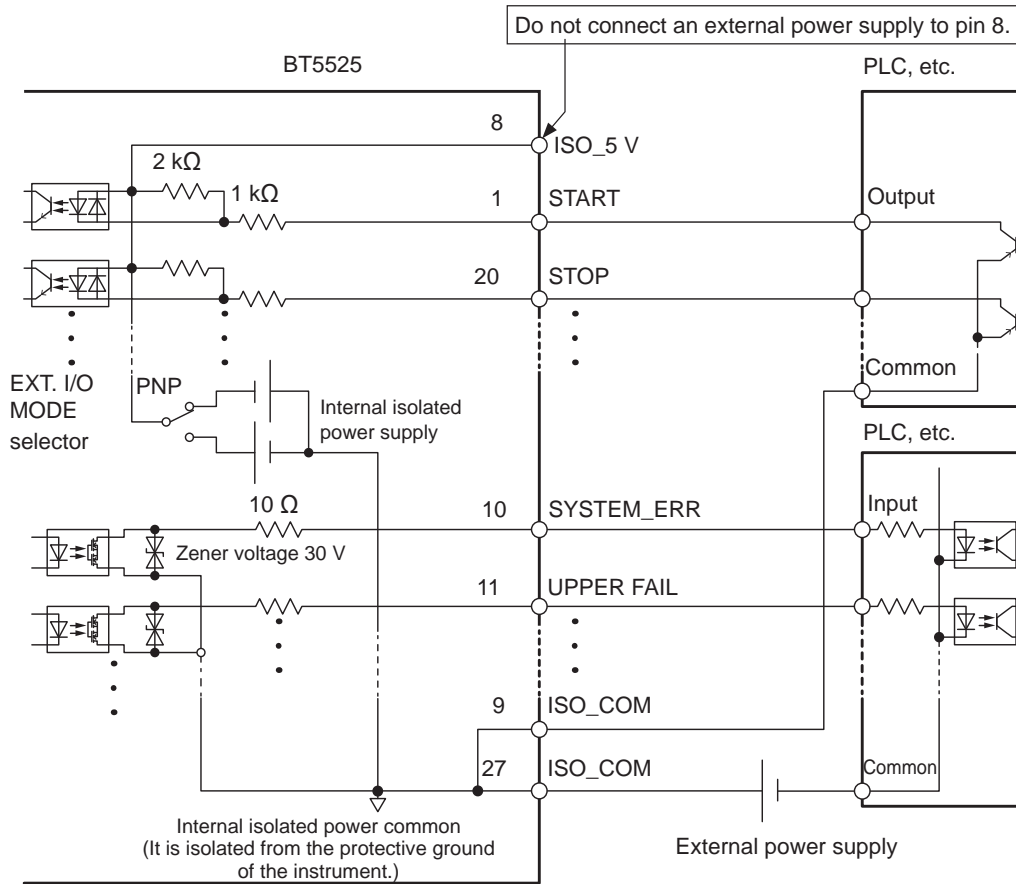 Do not connect an external power supply to pin 8.
BT5525
PLC, etc.
8
ISO_5 V
2 kΩ
1 kΩ
1
START
Output
20
STOP
Common
EXT. I/O
MODE
selector
PNP
Internal isolated
power supply
PLC, etc.
10 Ω
10
SYSTEM_ERR
Input
Zener voltage 30 V
11
UPPER FAIL
9
ISO_COM
27
ISO_COM
Common
Internal isolated power common
(It is isolated from the protective ground
of the instrument.)
External power supply